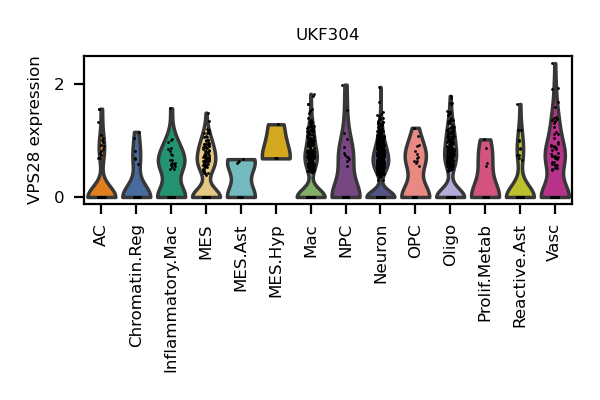 UKF304
VPS28 expression
2
0
AC
Chromatin.Reg
Inflammatory.Mac
MES
MES.Ast
MES.Hyp
Mac
NPC
Neuron
OPC
Oligo
Prolif.Metab
Reactive.Ast
Vasc